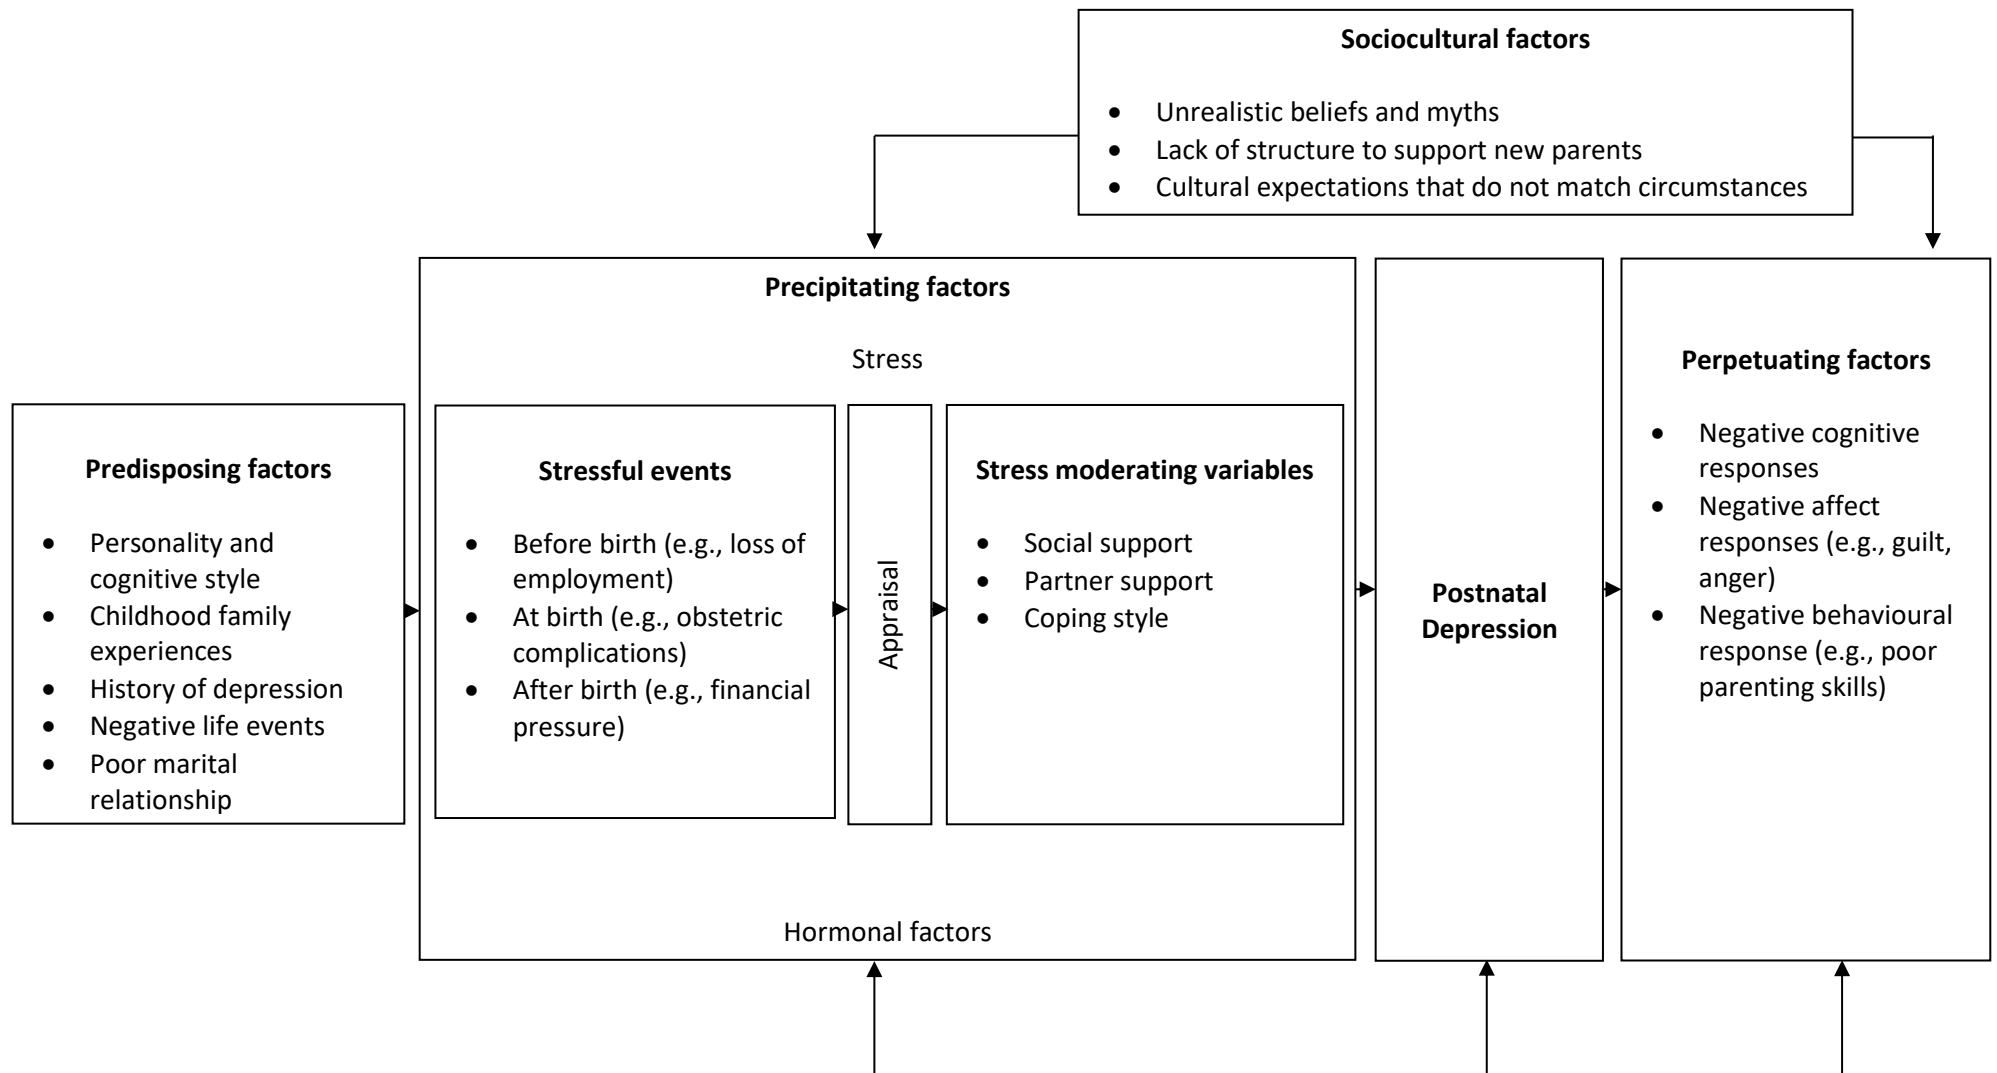 Sociocultural factors
• Unrealistic beliefs and myths
• Lack of structure to support new parents
• Cultural expectations that do not match circumstances
Precipitating factors
Stress
Predisposing factors
• Personality and
cognitive style
• Childhood family
experiences
• History of depression
• Negative life events
• Poor marital
relationship
Stressful events
• Before birth (e.g., loss of
employment)
• At birth (e.g., obstetric
complications)
• After birth (e.g., financial
pressure)
Appraisal
Stress moderating variables
• Social support
• Partner support
• Coping style
Hormonal factors
Postnatal
Depression
Perpetuating factors
• Negative cognitive
responses
• Negative affect
responses (e.g., guilt,
anger)
• Negative behavioural
response (e.g., poor
parenting skills)